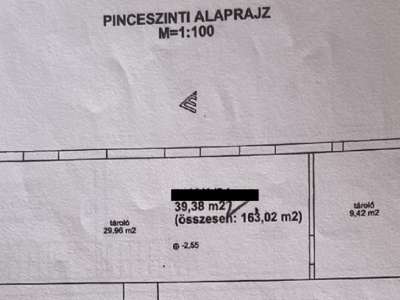 PINCESZINTI ALAPRAJZ
M=1:100
39,38 m2
(összesen: 163,02 m2)
tároló
29,96 m2
tároló
9,42 m2
-2,55